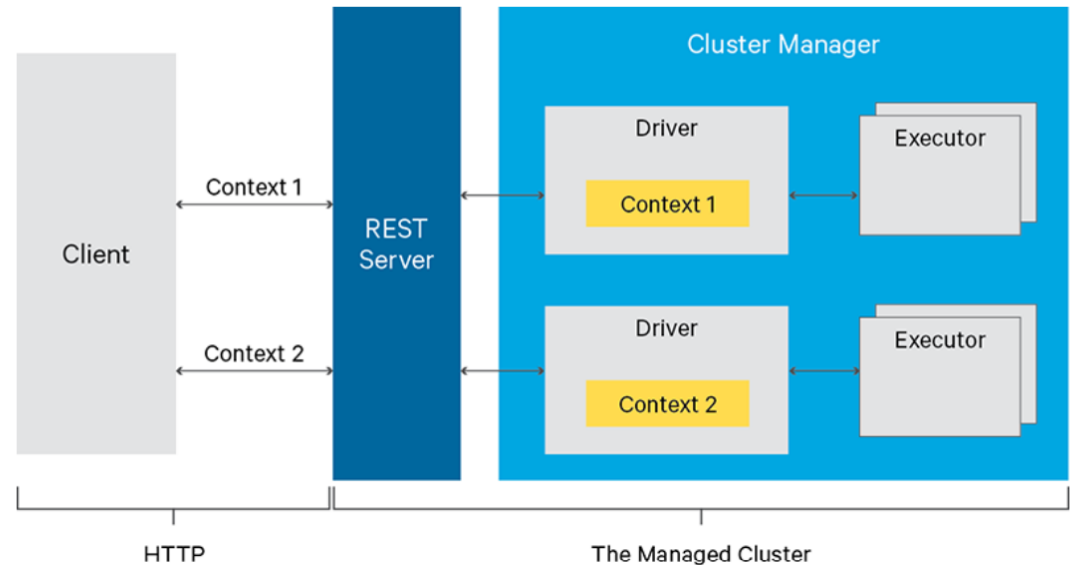 Cluster Manager
Client
Context 1
Context 2
REST
Server
Driver
Context 1
Executor
Driver
Context 2
Executor
HTTP
The Managed Cluster